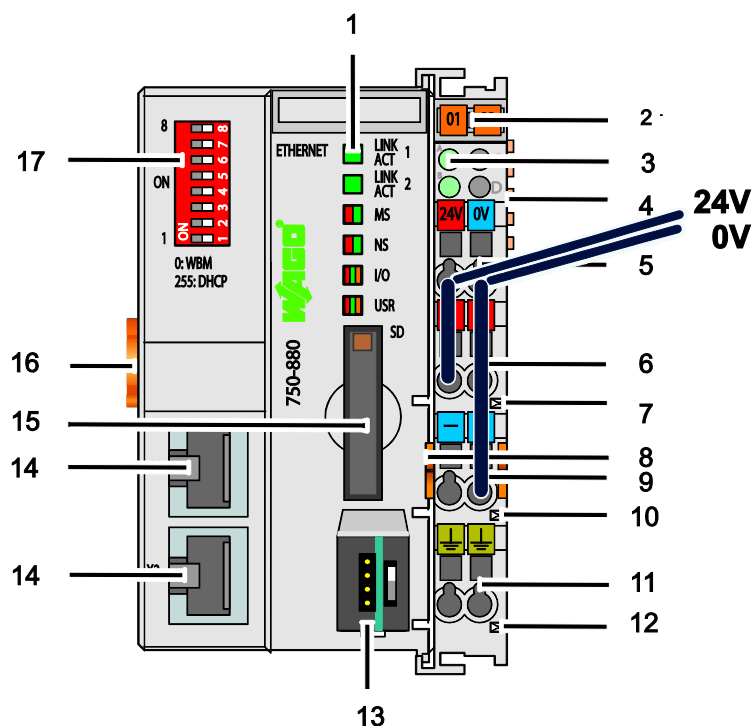 1
8
17
ON
1
0: WBM
255: DHCP
8
7
6
5
4
3
2
1
ON
ETHERNET
LINK
ACT 1
LINK
ACT 2
MS
NS
I/O
USR
SD
WAGO
750-880
01
2
A
3
B
D
24V
0V
4
24V
0V
5
6
7
8
9
10
11
12
13
14
14
15
16